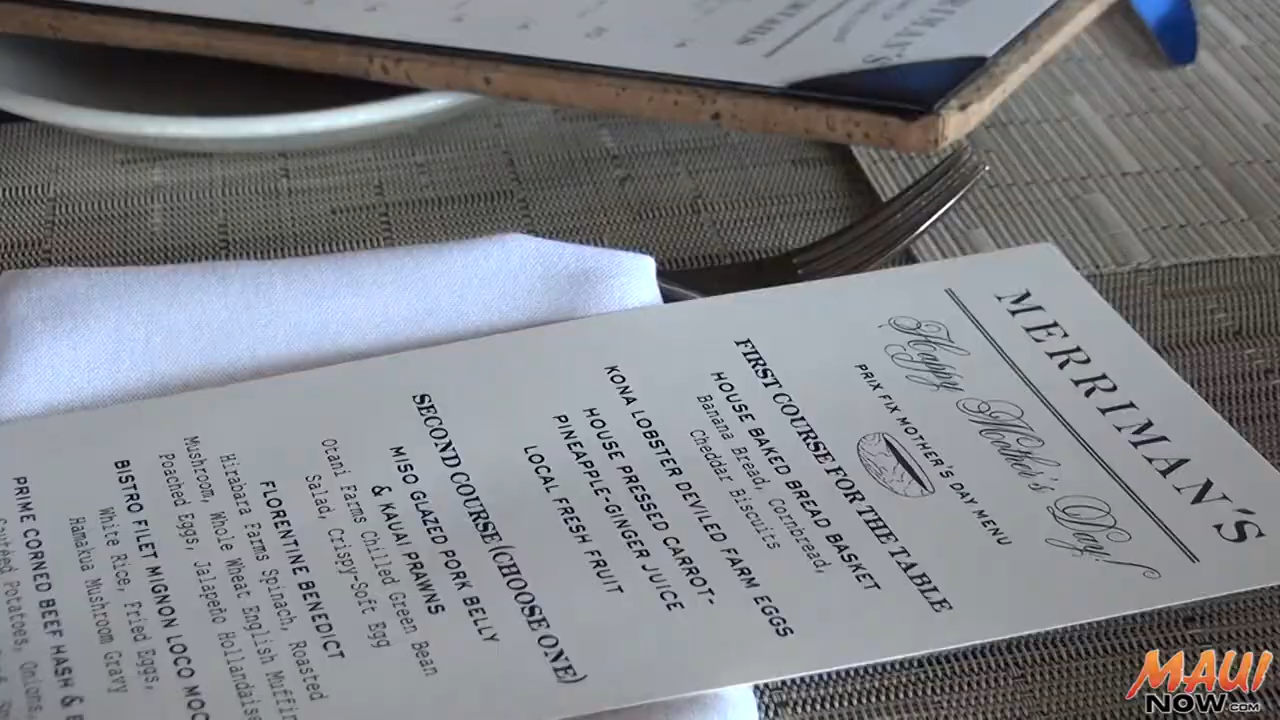 MERRIMAN'S
Happy Mother's Day!
PRIX FIX MOTHER'S DAY MENU
FIRST COURSE FOR THE TABLE
HOUSE BAKED BREAD BASKET
Banana Bread, Cornbread,
Cheddar Biscuits
KONA LOBSTER DEVILED FARM EGGS
HOUSE PRESSED CARROT-
PINEAPPLE-GINGER JUICE
LOCAL FRESH FRUIT
SECOND COURSE (CHOOSE ONE)
MISO GLAZED PORK BELLY
& KAUAI PRAWNS
Otani Farms Chilled Green Bean
Salad, Crispy-Soft Egg
FLORENTINE BENEDICT
Hirabara Farms Spinach, Roasted
Mushroom, Whole Wheat English Muffin
Poached Eggs, Jalapeño Hollandaise
BISTRO FILET MIGNON LOCO MOC
White Rice, Fried Eggs,
Hamakua Mushroom Gravy
PRIME CORNED BEEF HASH &
Potatoes, Onions,
MAUI
NOW.COM